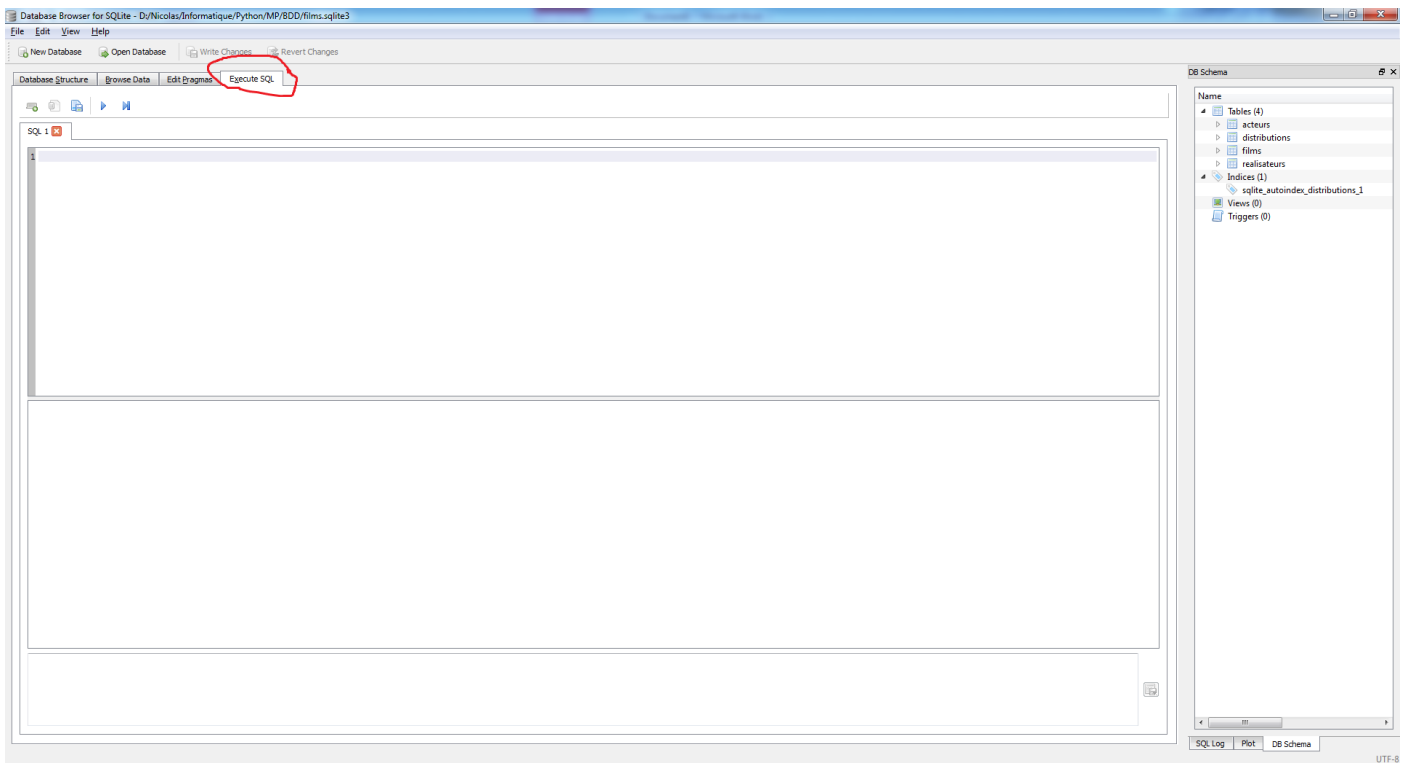 Database Browser for SQLite - D:/Nicolas/Informatique/Python/MP/BDD/films.sqlite3
File Edit View Help
New Database Open Database Write Changes Revert Changes
Database Structure Browse Data Edit Pragmas Execute SQL
SQL 1
1
DB Schema
Name
Tables (4)
acteurs
distributions
films
realisateurs
Indices (1)
sqlite_autoindex_distributions_1
Views (0)
Triggers (0)
SQL Log Plot DB Schema
UTF-8